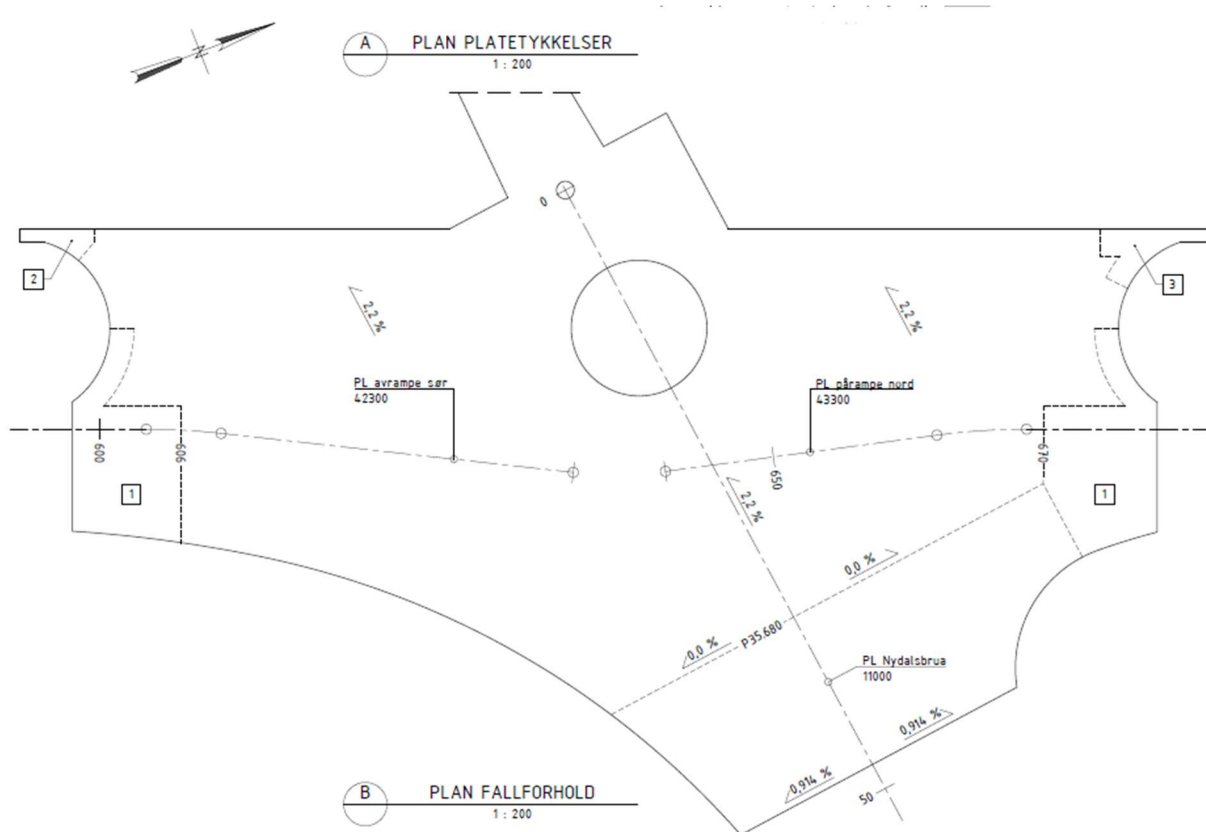 N
A
PLAN PLATETYKKELSER
1 : 200
0
2
3
2,2 %
2,2 %
PL avrampe sør
42300
PL pårampe nord
43300
600
606
650
670
1
1
2,2 %
0,0 %
0,0 %
P35.680
PL Nydalsbrua
11000
0,914 %
0,914 %
50
B
PLAN FALLFORHOLD
1 : 200